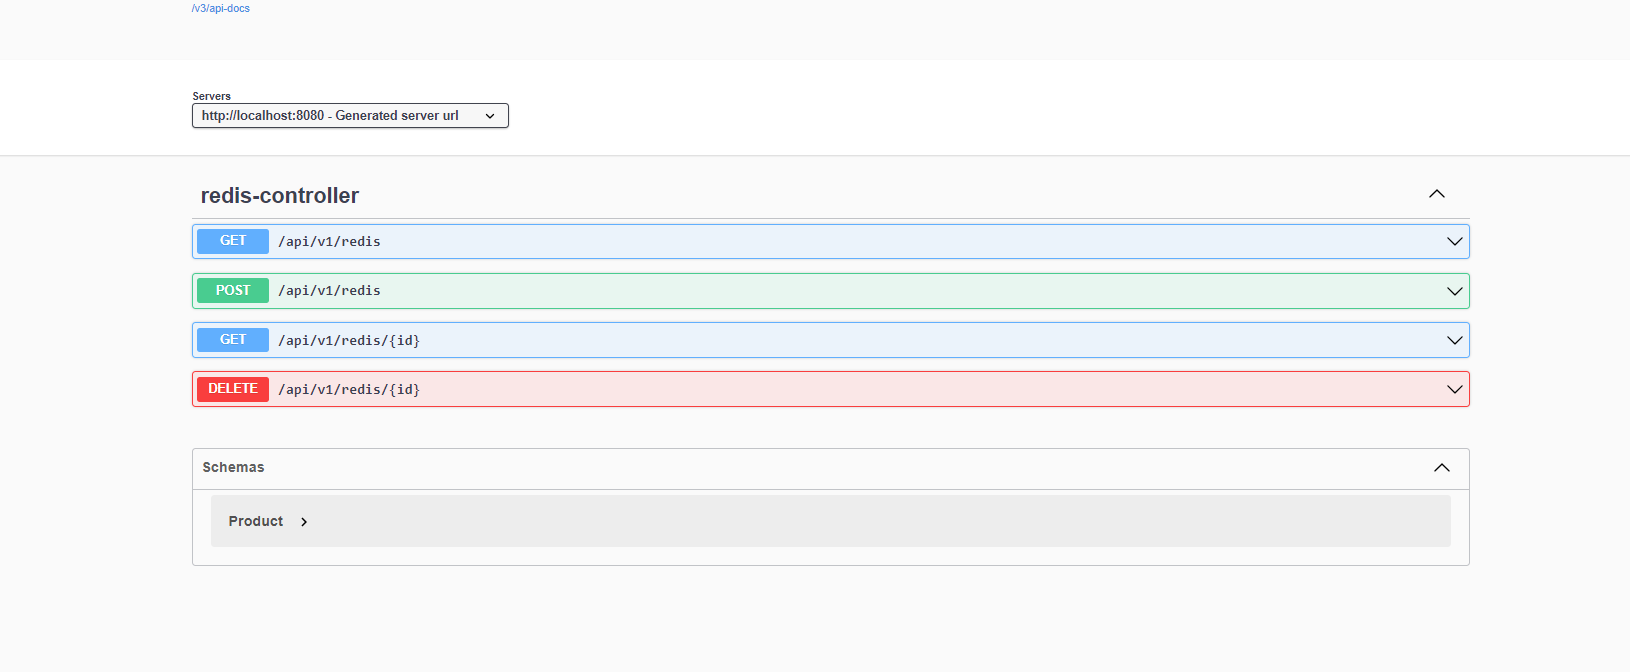 /v3/api-docs
Servers
http://localhost:8080 - Generated server url
redis-controller
GET /api/v1/redis
POST /api/v1/redis
GET /api/v1/redis/{id}
DELETE /api/v1/redis/{id}
Schemas
Product